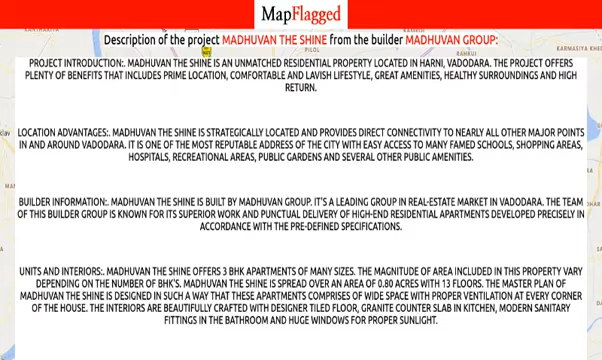 MapFlagged
Description of the project MADHUVAN THE SHINE from the builder MADHUVAN GROUP:
PILOL
KARMASIYA KHE
BAMKUI
PROJECT INTRODUCTION:. MADHUVAN THE SHINE IS AN UNMATCHED RESIDENTIAL PROPERTY LOCATED IN HARNI, VADODARA. THE PROJECT OFFERS
PLENTY OF BENEFITS THAT INCLUDES PRIME LOCATION, COMFORTABLE AND LAVISH LIFESTYLE, GREAT AMENITIES, HEALTHY SURROUNDINGS AND HIGH
RETURN.
LOCATION ADVANTAGES:. MADHUVAN THE SHINE IS STRATEGICALLY LOCATED AND PROVIDES DIRECT CONNECTIVITY TO NEARLY ALL OTHER MAJOR POINTS
IN AND AROUND VADODARA. IT IS ONE OF THE MOST REPUTABLE ADDRESS OF THE CITY WITH EASY ACCESS TO MANY FAMED SCHOOLS, SHOPPING AREAS,
HOSPITALS, RECREATIONAL AREAS, PUBLIC GARDENS AND SEVERAL OTHER PUBLIC AMENITIES.
BUILDER INFORMATION:. MADHUVAN THE SHINE IS BUILT BY MADHUVAN GROUP. IT'S A LEADING GROUP IN REAL-ESTATE MARKET IN VADODARA. THE TEAM
OF THIS BUILDER GROUP IS KNOWN FOR ITS SUPERIOR WORK AND PUNCTUAL DELIVERY OF HIGH-END RESIDENTIAL APARTMENTS DEVELOPED PRECISELY IN
ACCORDANCE WITH THE PRE-DEFINED SPECIFICATIONS.
UNITS AND INTERIORS:. MADHUVAN THE SHINE OFFERS 3 BHK APARTMENTS OF MANY SIZES. THE MAGNITUDE OF AREA INCLUDED IN THIS PROPERTY VARY
DEPENDING ON THE NUMBER OF BHK'S. MADHUVAN THE SHINE IS SPREAD OVER AN AREA OF 0.80 ACRES WITH 13 FLOORS. THE MASTER PLAN OF
MADHUVAN THE SHINE IS DESIGNED IN SUCH A WAY THAT THESE APARTMENTS COMPRISES OF WIDE SPACE WITH PROPER VENTILATION AT EVERY CORNER
OF THE HOUSE. THE INTERIORS ARE BEAUTIFULLY CRAFTED WITH DESIGNER TILED FLOOR, GRANITE COUNTER SLAB IN KITCHEN, MODERN SANITARY
FITTINGS IN THE BATHROOM AND HUGE WINDOWS FOR PROPER SUNLIGHT.